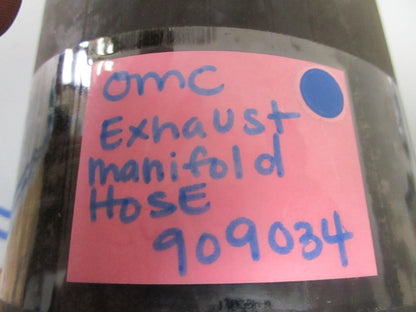 omc
Exhaust
manifold
HosE
909034